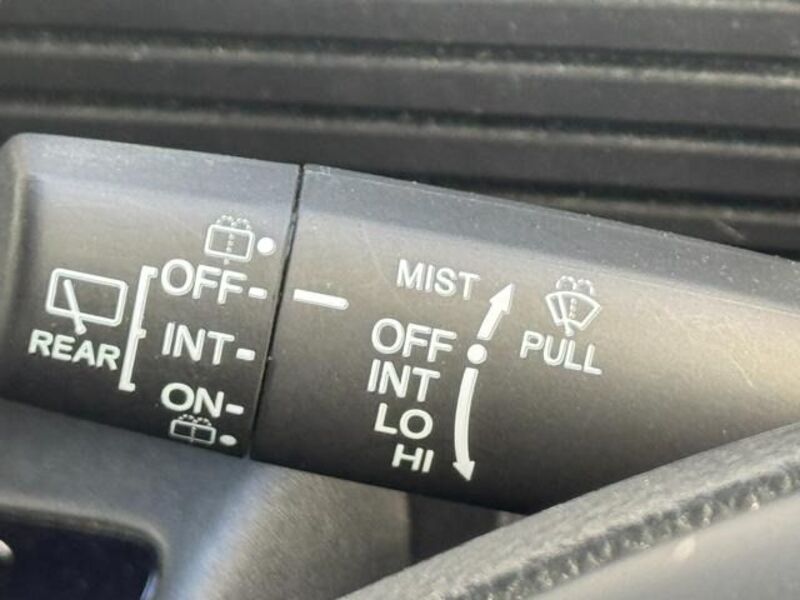 REAR
OFF
INT
ON
MIST
OFF
INT
LO
HI
PULL